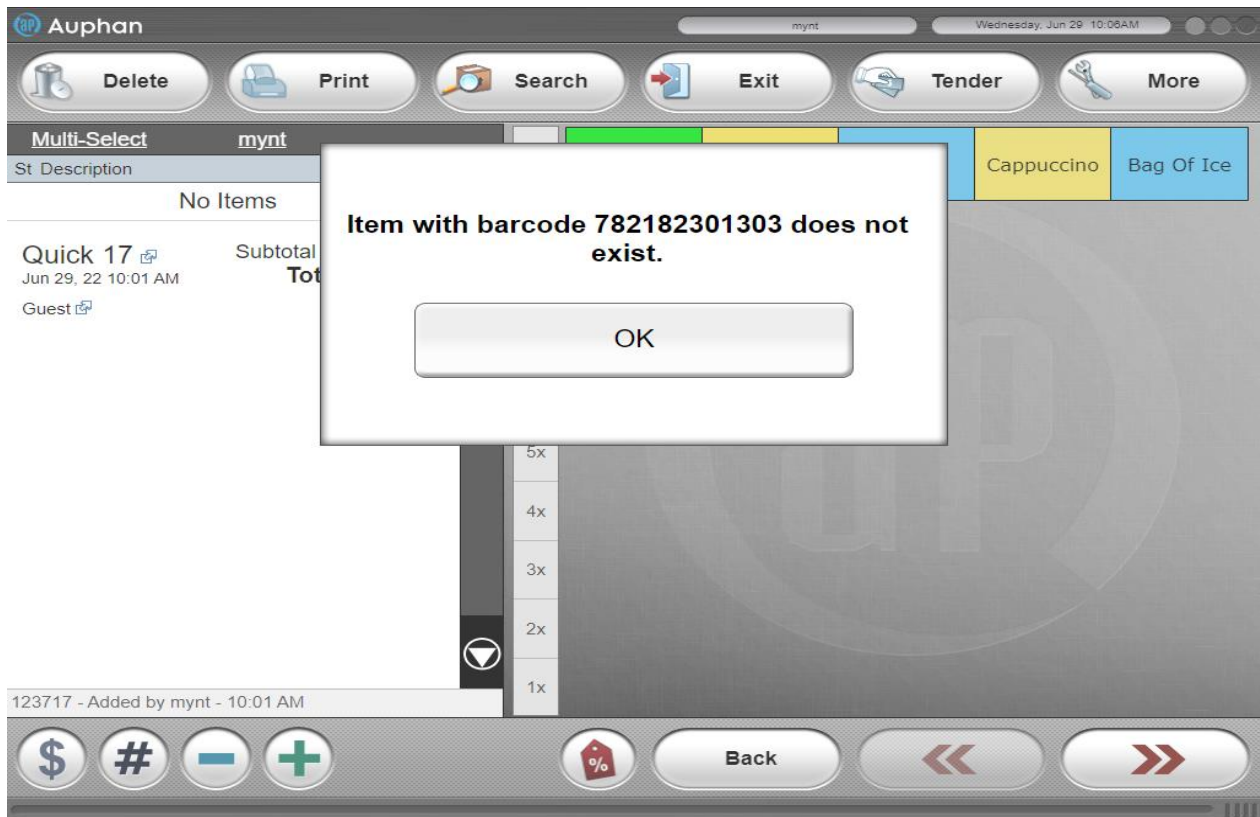 Auphan
mynt
Wednesday, Jun 29 10:06AM
Delete
Print
Search
Exit
Tender
More
Multi-Select mynt
St Description
No Items
Quick 17
Subtotal
Jun 29, 22 10:01 AM
Tot
Guest
Cappuccino
Bag Of Ice
Item with barcode 782182301303 does not
exist.
OK
5x
4x
3x
2x
1x
123717 - Added by mynt - 10:01 AM
$
#
%
Back